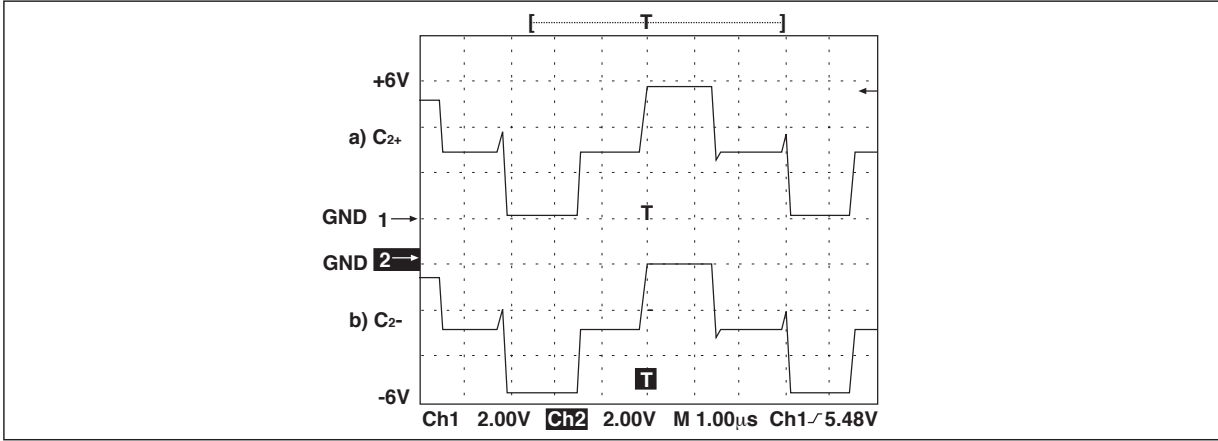 [ T ]
+6V
a) C2+
GND 1
T
GND 2
b) C2-
T
-6V
Ch1 2.00V Ch2 2.00V M 1.00μs Ch1 5.48V